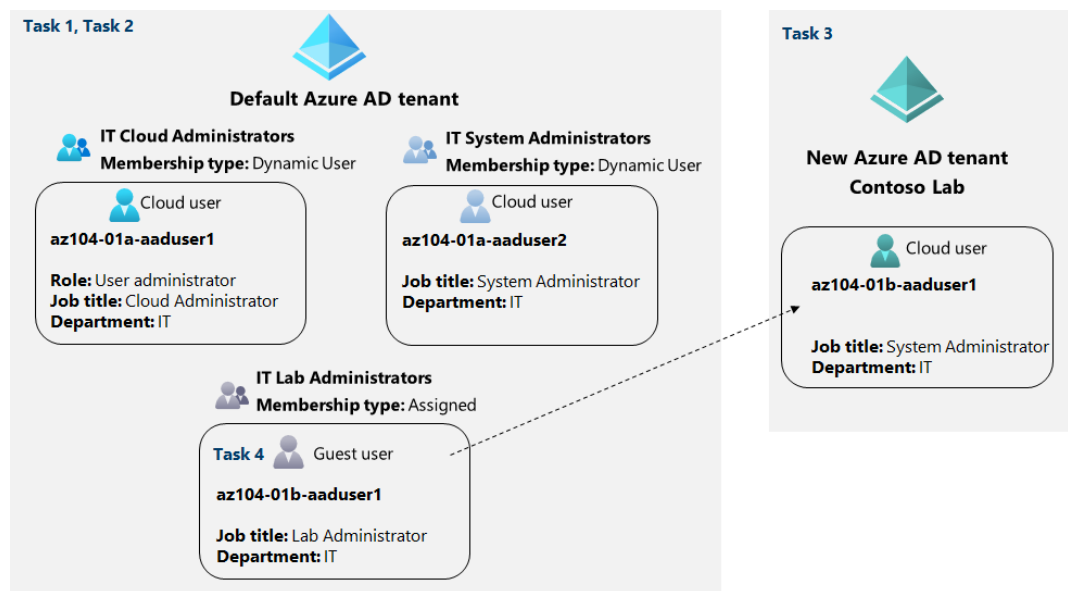 Task 1, Task 2
Default Azure AD tenant
IT Cloud Administrators
Membership type: Dynamic User
Cloud user
az104-01a-aaduser1
Role: User administrator
Job title: Cloud Administrator
Department: IT
IT System Administrators
Membership type: Dynamic User
Cloud user
az104-01a-aaduser2
Job title: System Administrator
Department: IT
IT Lab Administrators
Membership type: Assigned
Task 4 Guest user
az104-01b-aaduser1
Job title: Lab Administrator
Department: IT
Task 3
New Azure AD tenant
Contoso Lab
Cloud user
az104-01b-aaduser1
Job title: System Administrator
Department: IT